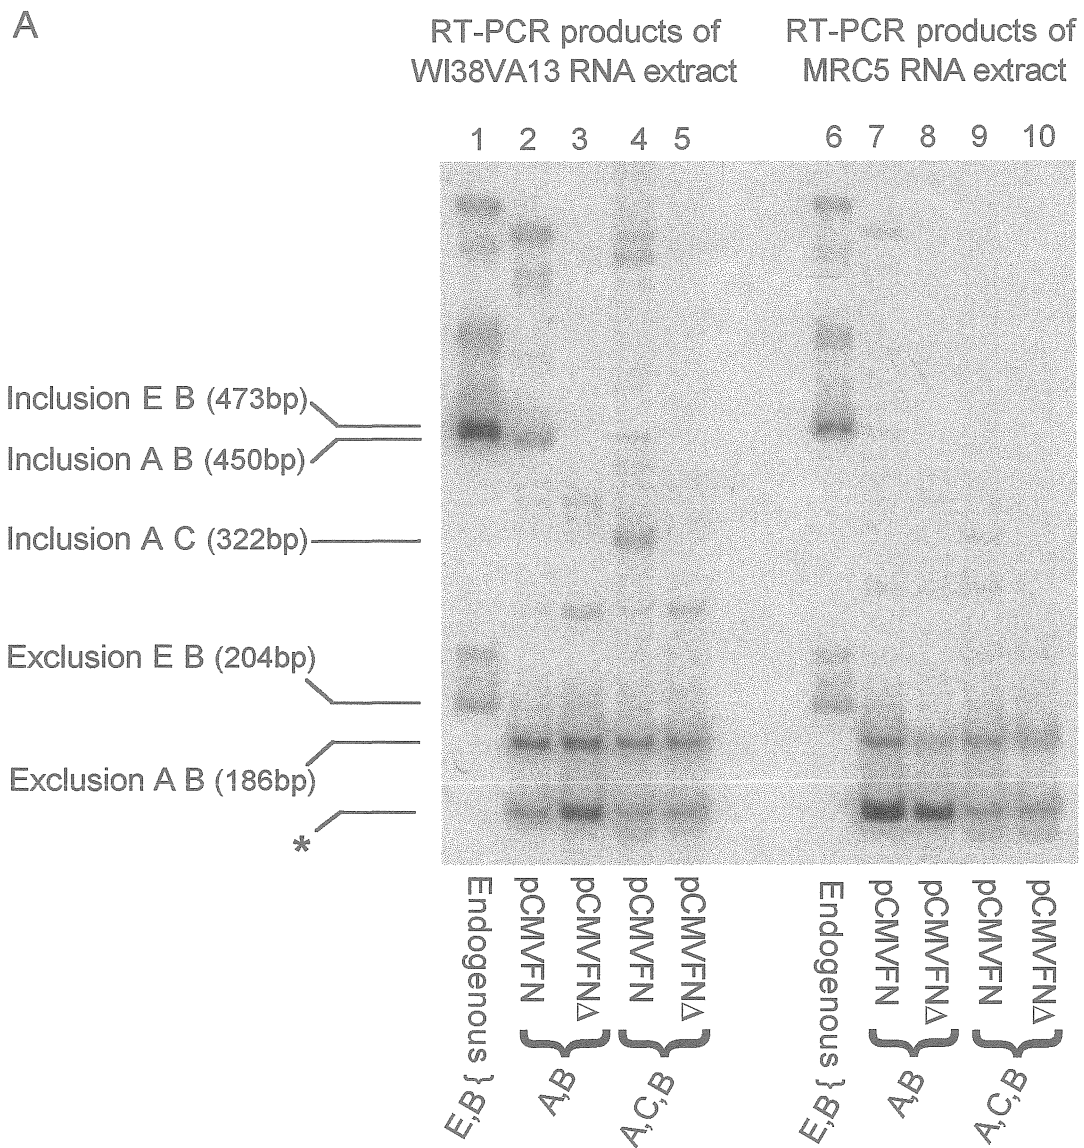 A
RT-PCR products of
WI38VA13 RNA extract
RT-PCR products of
MRC5 RNA extract
1 2 3 4 5 6 7 8 9 10
Inclusion E B (473bp)
Inclusion A B (450bp)
Inclusion A C (322bp)
Exclusion E B (204bp)
Exclusion A B (186bp)
*
Endogenous }
pCMVFN
pCMVFNΔ
pCMVFN
pCMVFNΔ
Endogenous }
pCMVFN
pCMVFNΔ
pCMVFN
pCMVFNΔ
E,B
A,B
A,C,B
E,B
A,B
A,C,B